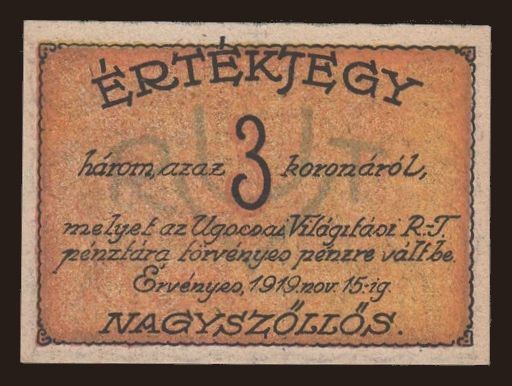 ÉRTÉKJEGY
három, azaz 3 koronáról,
melyet az Ugocsai Világitási R.-T.
pénztára törvényes pénzre vált be.
Érvényes, 1919. nov. 15-ig.
NAGYSZŐLLŐS.